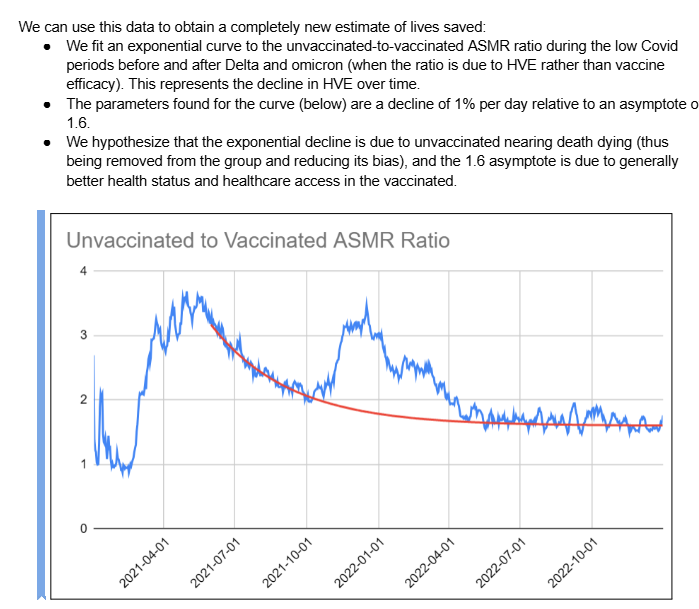 We can use this data to obtain a completely new estimate of lives saved:
● We fit an exponential curve to the unvaccinated-to-vaccinated ASMR ratio during the low Covid
periods before and after Delta and omicron (when the ratio is due to HVE rather than vaccine
efficacy). This represents the decline in HVE over time.
● The parameters found for the curve (below) are a decline of 1% per day relative to an asymptote o
1.6.
● We hypothesize that the exponential decline is due to unvaccinated nearing death dying (thus
being removed from the group and reducing its bias), and the 1.6 asymptote is due to generally
better health status and healthcare access in the vaccinated.
Unvaccinated to Vaccinated ASMR Ratio
4
3
2
1
0
2021-04-01
2021-07-01
2021-10-01
2022-01-01
2022-04-01
2022-07-01
2022-10-01